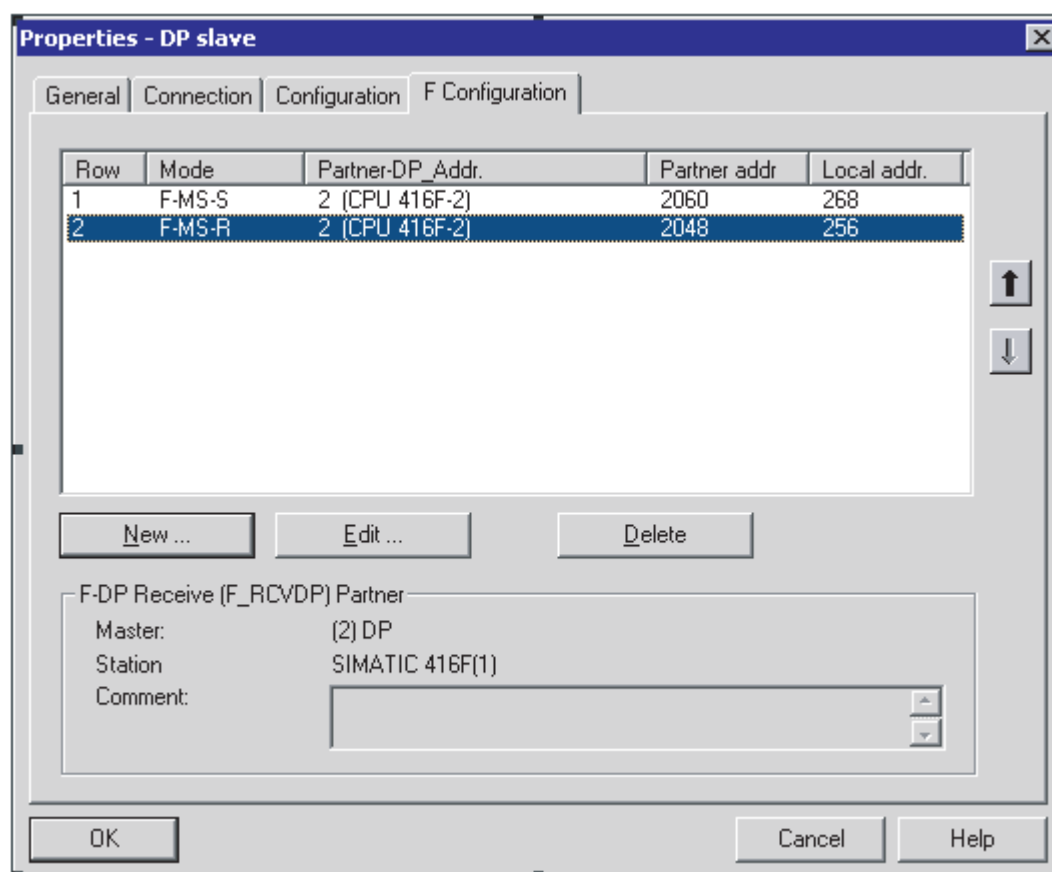 Properties - DP slave
General Connection Configuration F Configuration
Row Mode Partner-DP_Addr. Partner addr Local addr.
1 F-MS-S 2 (CPU 416F-2) 2060 268
2 F-MS-R 2 (CPU 416F-2) 2048 256
New ... Edit ... Delete
F-DP Receive (F_RCVDP) Partner
Master: (2) DP
Station SIMATIC 416F(1)
Comment:
OK Cancel Help